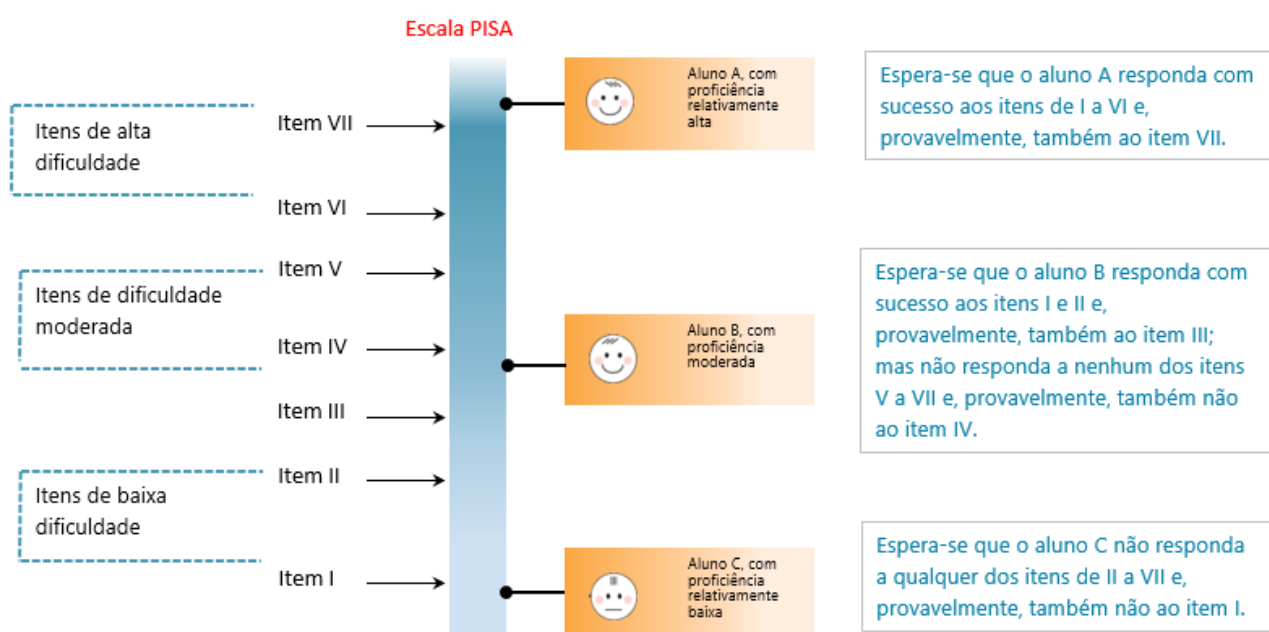 Escala PISA
Itens de alta
dificuldade
Item VII
Item VI
Itens de dificuldade
moderada
Item V
Item IV
Item III
Itens de baixa
dificuldade
Item II
Item I
Aluno A, com
proficiência
relativamente
alta
Espera-se que o aluno A responda com
sucesso aos itens de I a VI e,
provavelmente, também ao item VII.
Aluno B, com
proficiência
moderada
Espera-se que o aluno B responda com
sucesso aos itens I e II e,
provavelmente, também ao item III;
mas não responda a nenhum dos itens
V a VII e, provavelmente, também não
ao item IV.
Aluno C, com
proficiência
relativamente
baixa
Espera-se que o aluno C não responda
a qualquer dos itens de II a VII e,
provavelmente, também não ao item I.